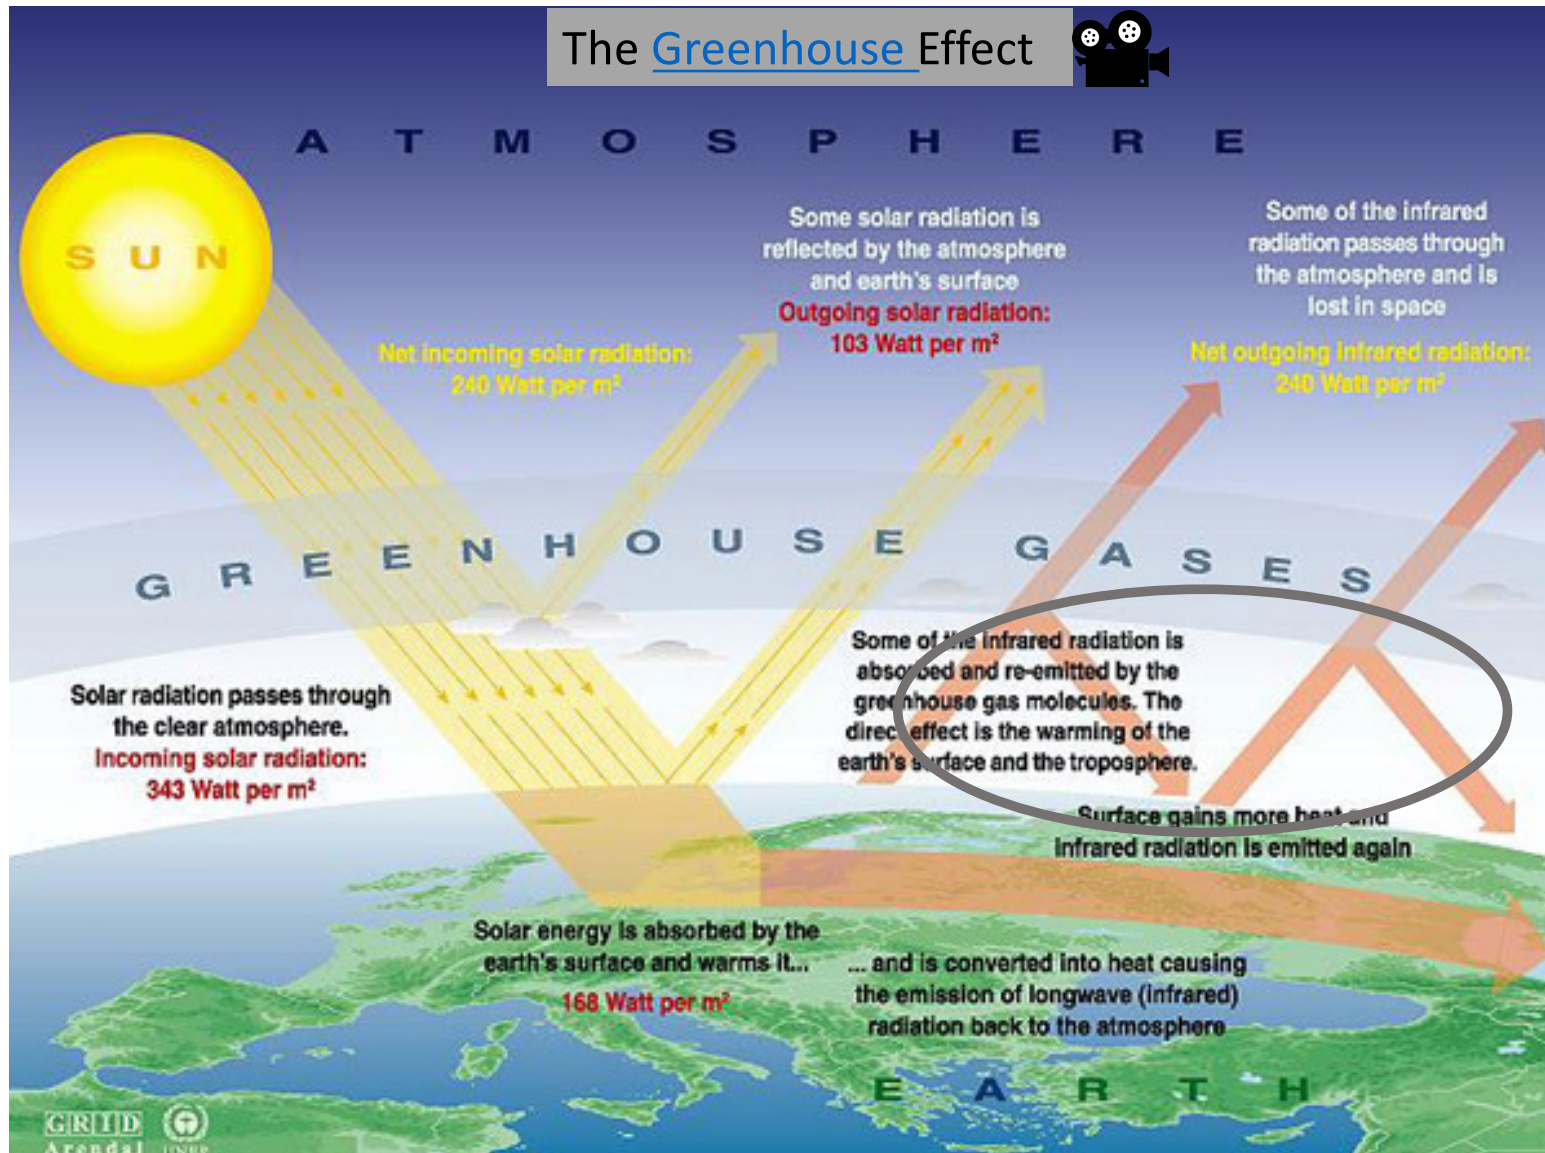 The Greenhouse Effect
ATMOSPHERE
SUN
Some solar radiation is
reflected by the atmosphere
and earth's surface
Outgoing solar radiation:
103 Watt per m²
Some of the infrared
radiation passes through
the atmosphere and is
lost in space
Net outgoing infrared radiation:
240 Watt per m²
Net incoming solar radiation:
240 Watt per m²
GREENHOUSE GASES
Some of the infrared radiation is
absorbed and re-emitted by the
greenhouse gas molecules. The
direct effect is the warming of the
earth's surface and the troposphere.
Solar radiation passes through
the clear atmosphere.
Incoming solar radiation:
343 Watt per m²
Surface gains more heat and
infrared radiation is emitted again
Solar energy is absorbed by the
earth's surface and warms it...
168 Watt per m²
... and is converted into heat causing
the emission of longwave (infrared)
radiation back to the atmosphere
EARTH
GRID
Arendal UNEP